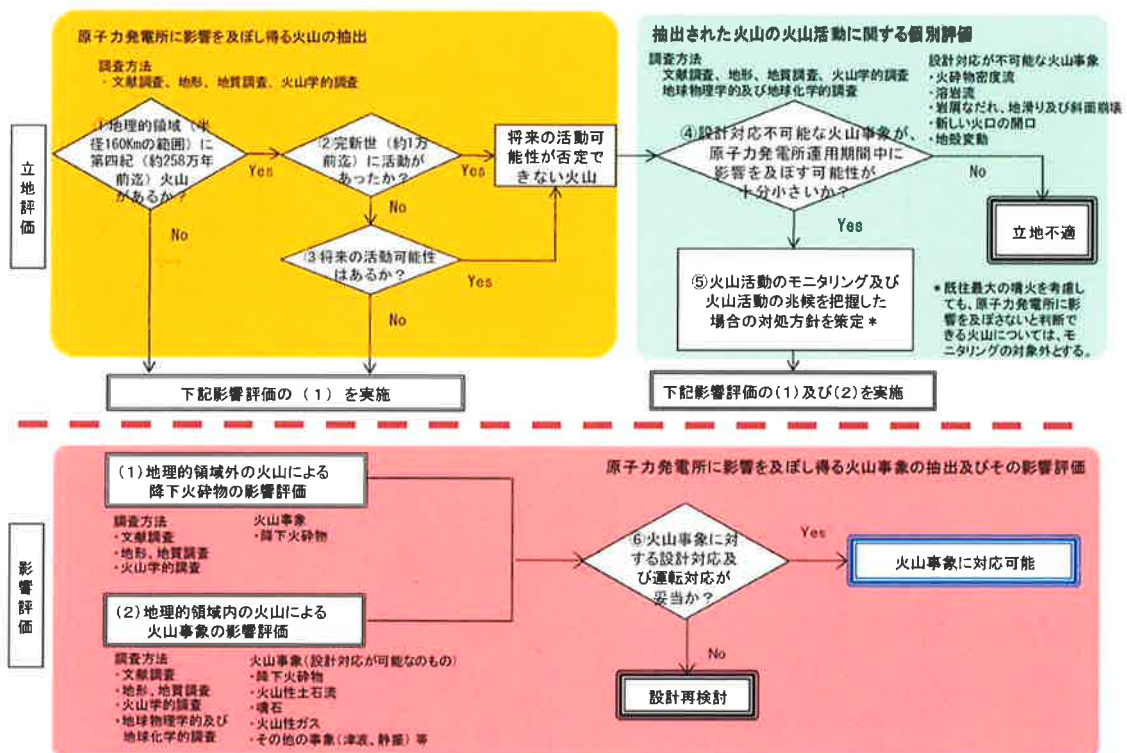 原子力発電所に影響を及ぼし得る火山の抽出
調査方法
・文献調査、地形、地質調査、火山学的調査
立地評価
①地理的領域（半
径160Kmの範囲）に
第四紀（約258万年
前迄）火山
があるか？
Yes
No
②完新世（約1万
前迄）に活動が
あったか？
Yes
No
③将来の活動可能性
はあるか？
Yes
No
将来の活動可
能性が否定で
きない火山
抽出された火山の火山活動に関する個別評価
調査方法
文献調査、地形、地質調査、火山学的調査
地球物理学的及び地球化学的調査
設計対応が不可能な火山事象
・火砕物密度流
・溶岩流
・岩屑なだれ、地滑り及び斜面崩壊
・新しい火口の開口
・地殻変動
④設計対応不可能な火山事象が、
原子力発電所運用期間中に
影響を及ぼす可能性が
十分小さいか？
No
Yes
立地不適
⑤火山活動のモニタリング及び
火山活動の兆候を把握した
場合の対処方針を策定＊
＊既往最大の噴火を考慮し
ても、原子力発電所に影
響を及ぼさないと判断で
きる火山については、モ
ニタリングの対象外とする。
下記影響評価の（1）を実施
下記影響評価の(1)及び(2)を実施
影響評価
原子力発電所に影響を及ぼし得る火山事象の抽出及びその影響評価
(1)地理的領域外の火山による
降下火砕物の影響評価
調査方法
・文献調査
・地形、地質調査
・火山学的調査
火山事象
・降下火砕物
(2)地理的領域内の火山による
火山事象の影響評価
調査方法
・文献調査
・地形、地質調査
・火山学的調査
・地球物理学的及び
地球化学的調査
火山事象(設計対応が可能なのもの)
・降下火砕物
・火山性土石流
・噴石
・火山性ガス
・その他の事象(津波、静振)等
⑥火山事象に対
する設計対応及
び運転対応が
妥当か？
Yes
No
火山事象に対応可能
設計再検討